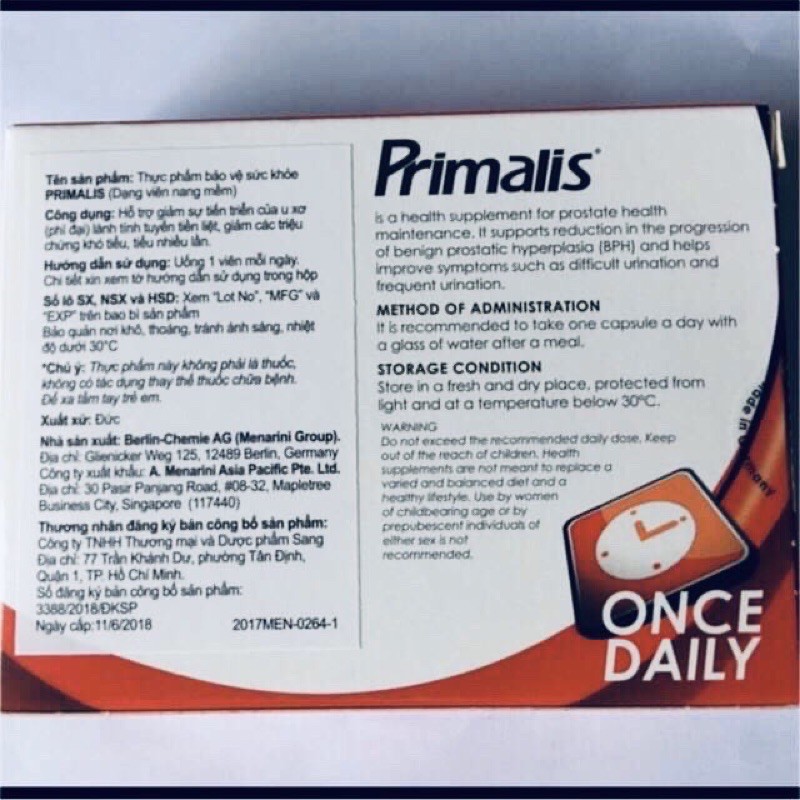 Tên sản phẩm: Thực phẩm bảo vệ sức khỏe
PRIMALIS (Dạng viên nang mềm)
Công dụng: Hỗ trợ giảm sự tiến triển của u xơ
(phì đại) lành tính tuyến tiền liệt, giảm các triệu
chứng khó tiểu, tiểu nhiều lần.
Hướng dẫn sử dụng: Uống 1 viên mỗi ngày.
Chi tiết xin xem tờ hướng dẫn sử dụng trong hộp
Số lô SX, NSX và HSD: Xem "Lot No", "MFG" và
"EXP" trên bao bì sản phẩm
Bảo quản nơi khô, thoáng, tránh ánh sáng, nhiệt
độ dưới 30°C
*Chú ý: Thực phẩm này không phải là thuốc,
không có tác dụng thay thế thuốc chữa bệnh.
Để xa tầm tay trẻ em.
Xuất xứ: Đức
Nhà sản xuất: Berlin-Chemie AG (Menarini Group).
Địa chỉ: Glienicker Weg 125, 12489 Berlin, Germany
Công ty xuất khẩu: A. Menarini Asia Pacific Pte. Ltd.
Địa chỉ: 30 Pasir Panjang Road, #08-32, Mapletree
Business City, Singapore (117440)
Thương nhân đăng ký bán công bố sản phẩm:
Công ty TNHH Thương mại và Dược phẩm Sang
Địa chỉ: 77 Trần Khánh Dư, phường Tân Định,
Quận 1, TP. Hồ Chí Minh.
Số đăng ký bản công bố sản phẩm:
3388/2018/ĐKSP
Ngày cấp:11/6/2018 2017MEN-0264-1
Primalis®
is a health supplement for prostate health
maintenance. It supports reduction in the progression
of benign prostatic hyperplasia (BPH) and helps
improve symptoms such as difficult urination and
frequent urination.
METHOD OF ADMINISTRATION
It is recommended to take one capsule a day with
a glass of water after a meal.
STORAGE CONDITION
Store in a fresh and dry place, protected from
light and at a temperature below 30°C.
WARNING
Do not exceed the recommended daily dose. Keep
out of the reach of children. Health
supplements are not meant to replace a
varied and balanced diet and a
healthy lifestyle. Use by women
of childbearing age or by
prepubescent individuals of
either sex is not
recommended.
ONCE
DAILY